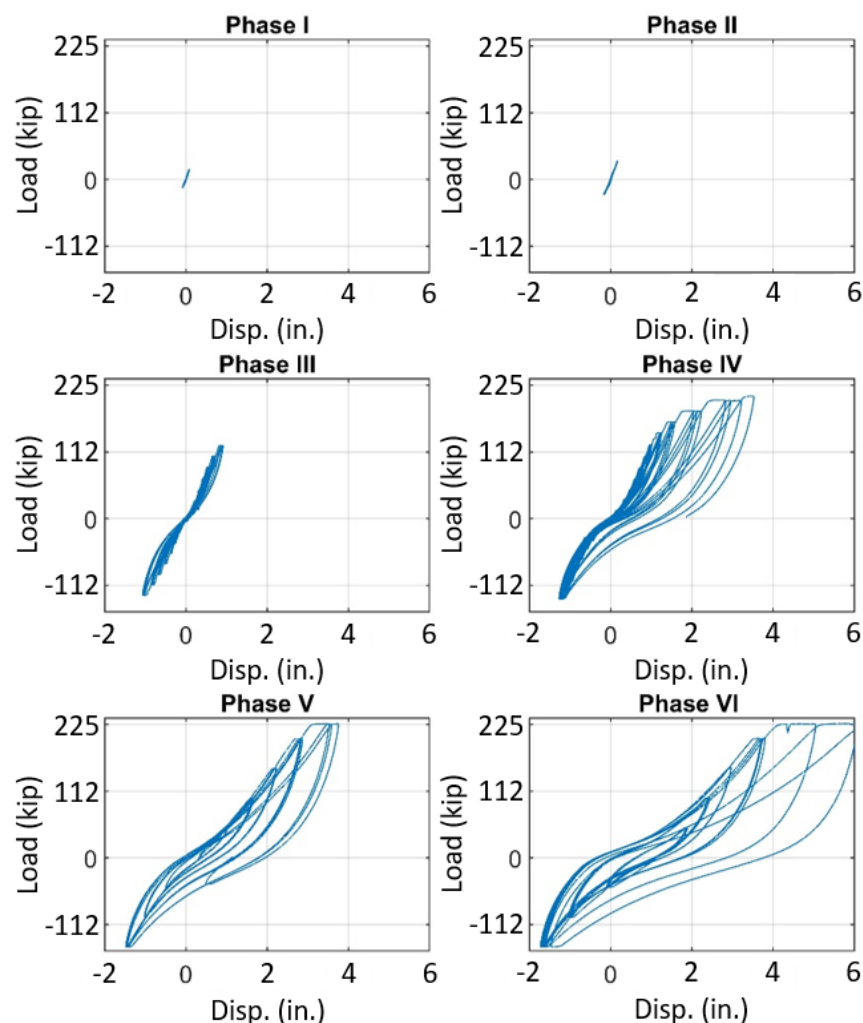 Phase I
Load (kip)
225
112
0
-112
-2 0 2 4 6
Disp. (in.)
Phase II
Load (kip)
225
112
0
-112
-2 0 2 4 6
Disp. (in.)
Phase III
Load (kip)
225
112
0
-112
-2 0 2 4 6
Disp. (in.)
Phase IV
Load (kip)
225
112
0
-112
-2 0 2 4 6
Disp. (in.)
Phase V
Load (kip)
225
112
0
-112
-2 0 2 4 6
Disp. (in.)
Phase VI
Load (kip)
225
112
0
-112
-2 0 2 4 6
Disp. (in.)